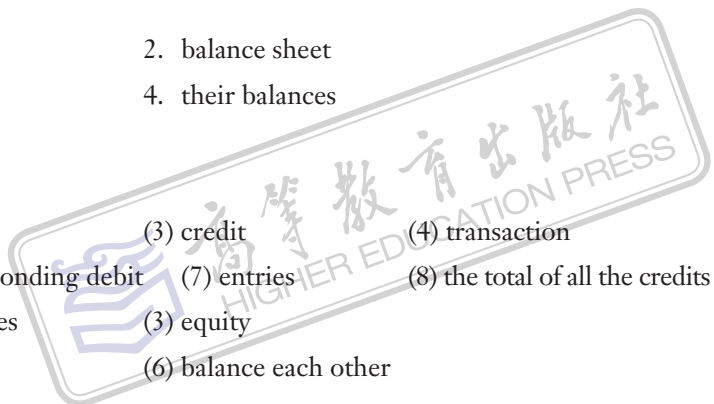 2. balance sheet
4. their balances
高等教育出版社
HIGHER EDUCATION PRESS
(3) credit (4) transaction
onding debit (7) entries (8) the total of all the credits
es (3) equity
(6) balance each other